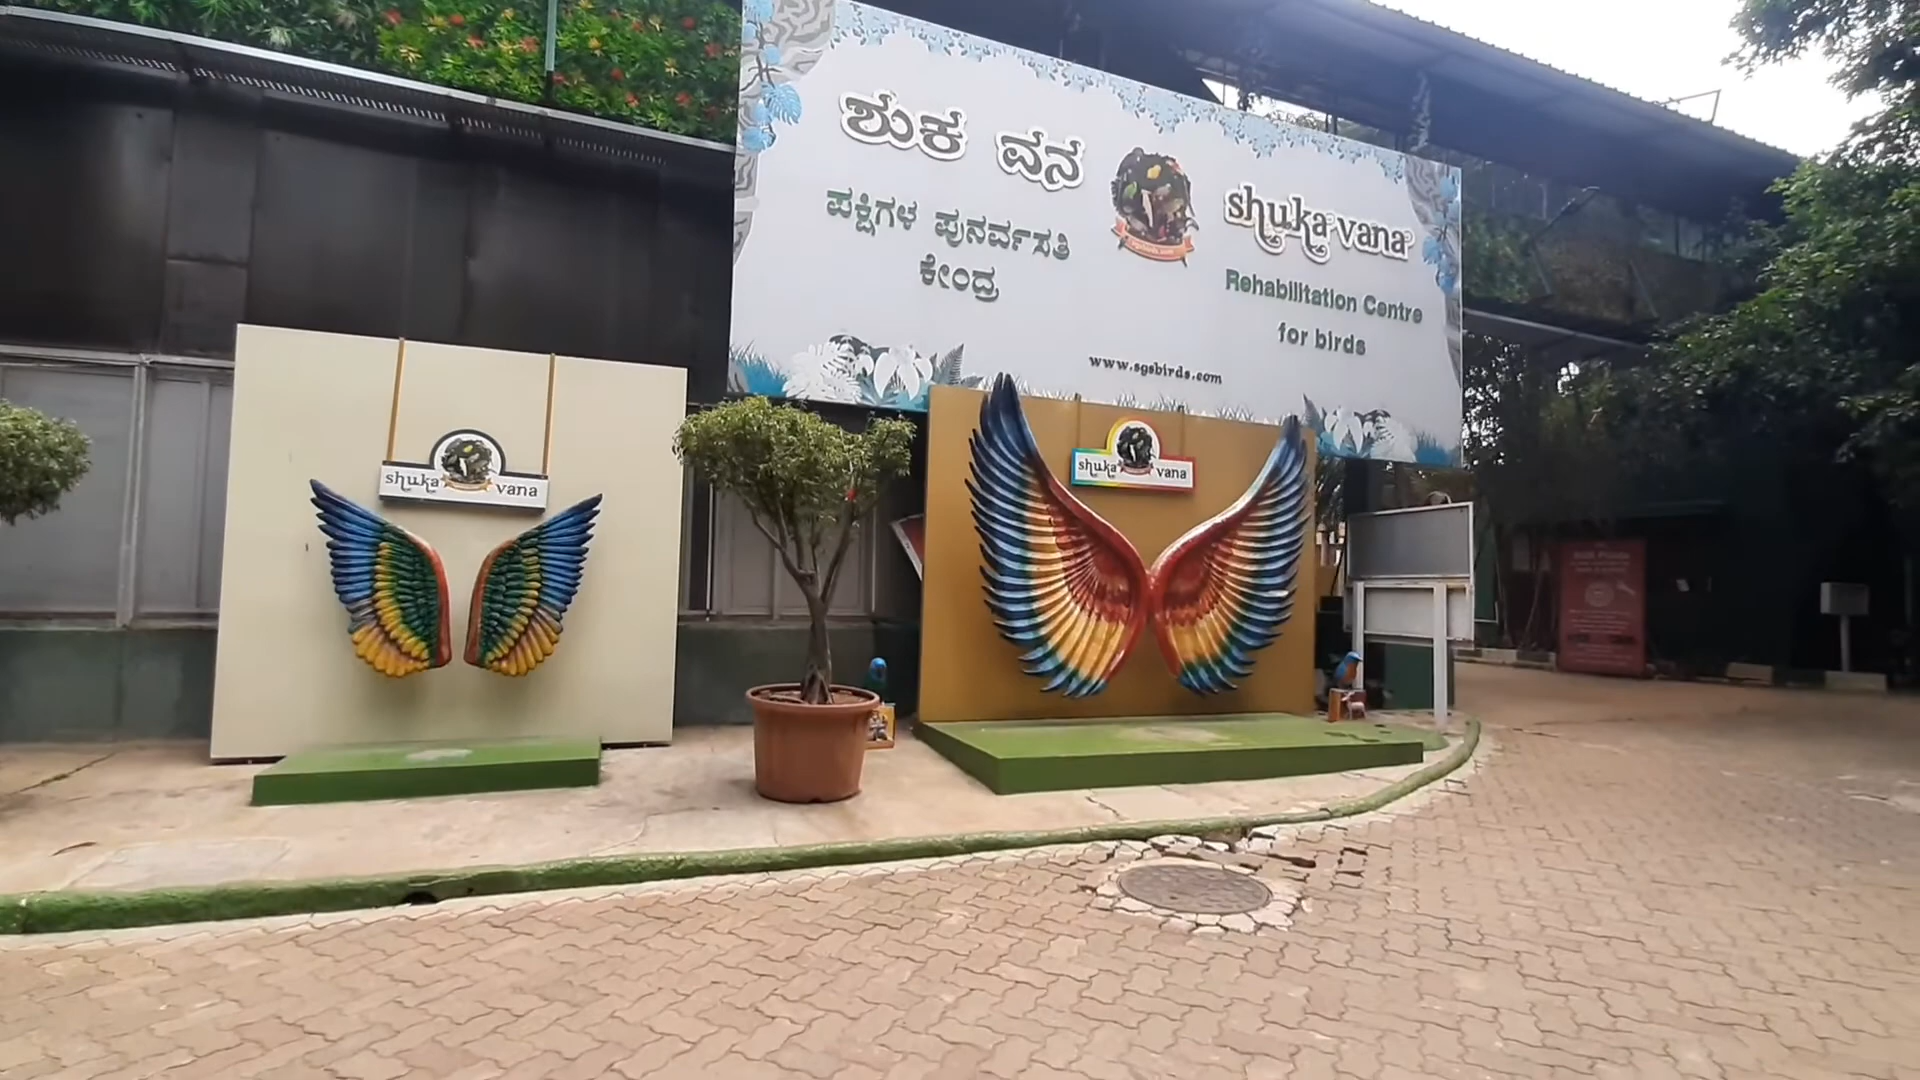 ಶುಕ ವನ
ಪಕ್ಷಿಗಳ ಪುನರ್ವಸತಿ
ಕೇಂದ್ರ
shuka vana
Rehabilitation Centre
for birds
www.sgsbirds.com
shuka vana
shuka vana